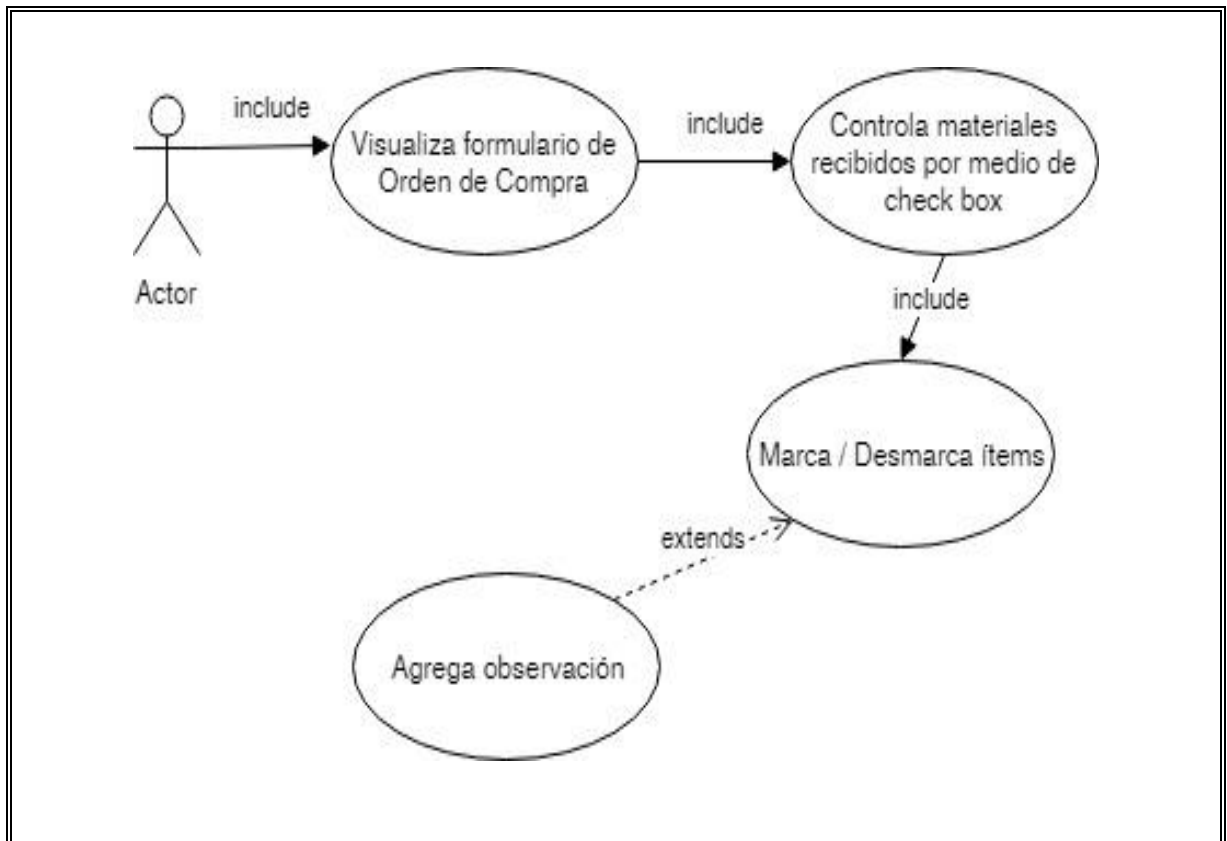 include
Visualiza formulario de
Orden de Compra
include
Controla materiales
recibidos por medio de
check box
Actor
include
Marca / Desmarca ítems
extends
Agrega observación